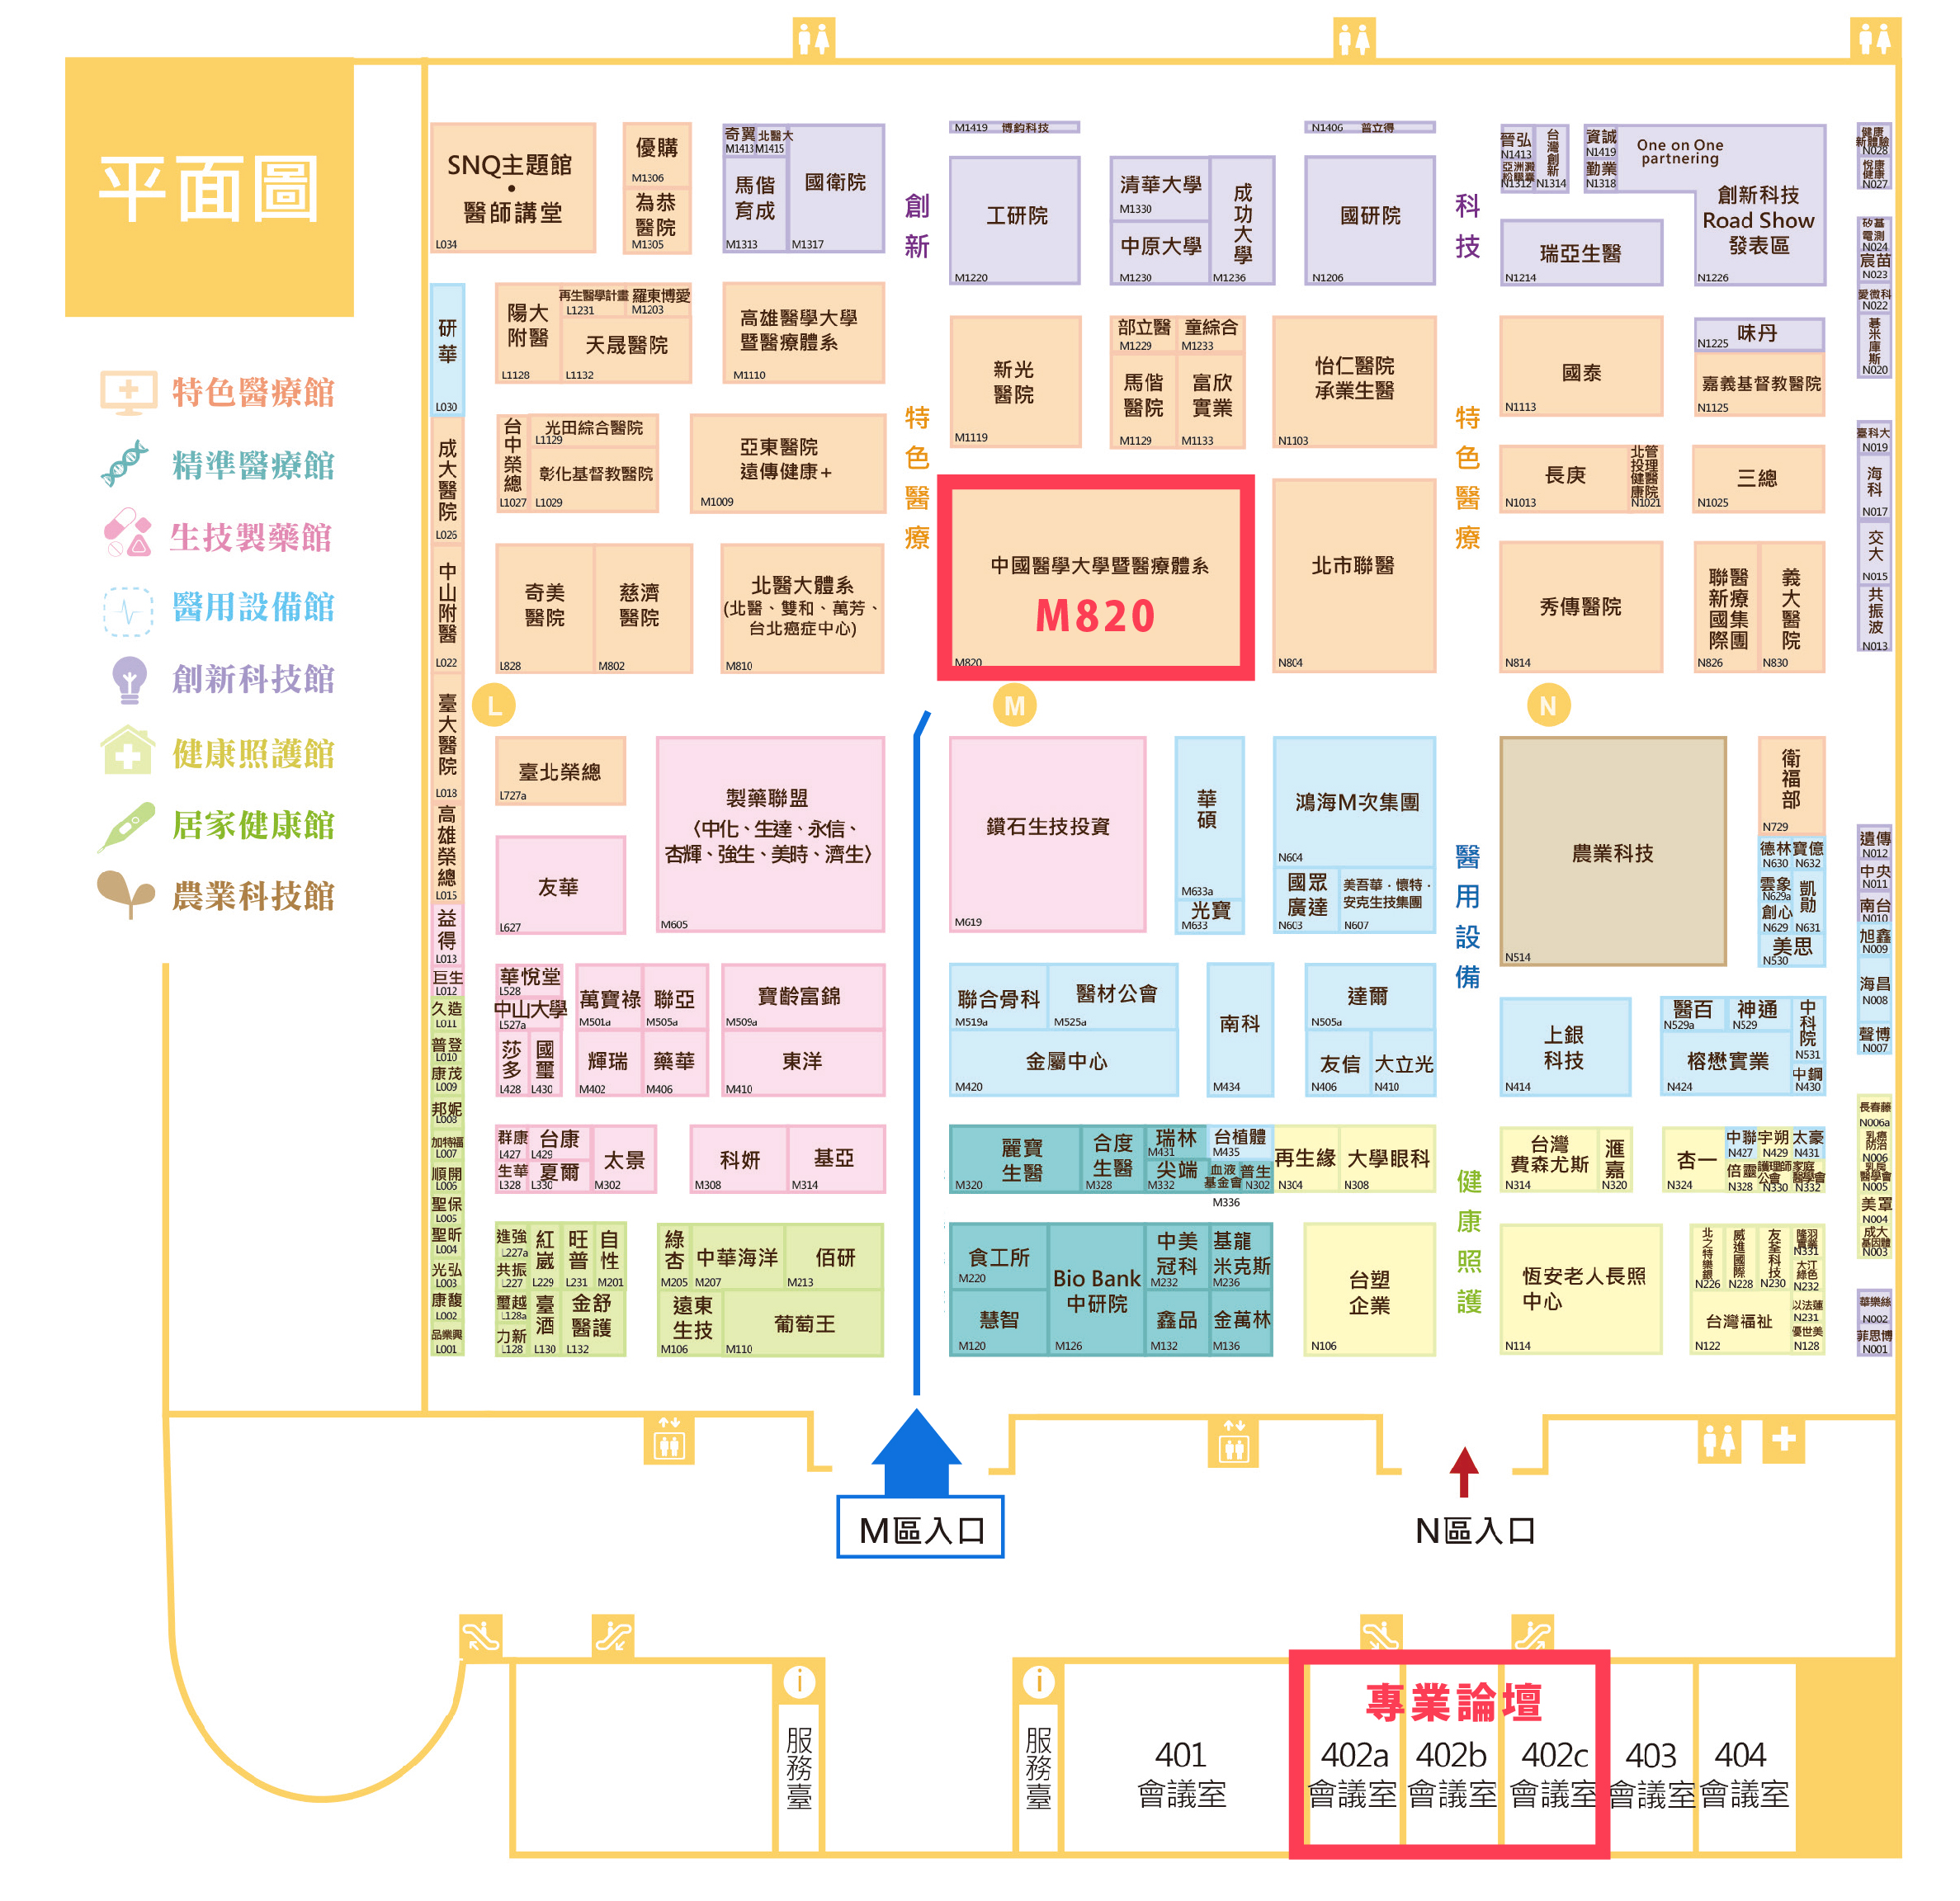 平面圖
特色醫療館
精準醫療館
生技製藥館
醫用設備館
創新科技館
健康照護館
居家健康館
農業科技館
SNQ主題館
•
醫師講堂
L034
優購
M1306
為恭
醫院
M1305
奇翼
M1413
北醫大
M1415
馬偕
育成
M1313
國衛院
M1317
創新
M1419 博鈞科技
工研院
M1220
清華大學
M1330
中原大學
M1230
成功大學
M1236
N1406 普立得
國研院
N1206
科技
晉弘
N1413
N1312
台灣創新
N1314
資誠
N1419
勤業
N1318
One on One
partnering
創新科技
Road Show
發表區
N1226
瑞亞生醫
N1214
健康
新體驗
N028
悅康
健康
N027
矽基
電測
N024
宸苗
N023
愛微科
N022
碁米庫斯
N020
研華
L030
陽大
附醫
L1128
再生醫學計畫
L1231
羅東博愛
M1203
天晟醫院
L1132
高雄醫學大學
暨醫療體系
M1110
新光
醫院
M1119
部立醫
M1229
童綜合
M1233
馬偕
醫院
M1129
富欣
實業
M1133
怡仁醫院
承業生醫
N1103
國泰
N1113
味丹
N1225
嘉義基督教醫院
N1125
特色醫療
特色醫療
成大醫院
L026
台中榮總
L1027
光田綜合醫院
L1129
彰化基督教醫院
L1029
亞東醫院
遠傳健康+
M1009
長庚
N1013
北投健康
管理醫院
N1021
三總
N1025
臺科大
N019
海科
N017
交大
N015
共振波
N013
中山附醫
L022
奇美
醫院
L828
慈濟
醫院
M802
北醫大體系
(北醫、雙和、萬芳、
台北癌症中心)
M810
中國醫學大學暨醫療體系
M820
M820
北市聯醫
N804
秀傳醫院
N814
聯新國際
醫療集團
N826
義大醫院
N830
L
M
N
臺大醫院
L018
高雄榮總
L015
益得
L013
巨生
L012
久造
L011
普登
L010
康茂
L009
邦妮
L008
加特福
L007
順開
L006
聖保
L005
聖昕
L004
光弘
L003
康馥
L002
品業興
L001
臺北榮總
L727a
友華
L627
製藥聯盟
〈中化、生達、永信、
杏輝、強生、美時、濟生〉
M605
鑽石生技投資
M619
華碩
M633a
光寶
M633
鴻海M次集團
N604
國眾
廣達
N603
美吾華・懷特・
安克生技集團
N607
醫用設備
農業科技
N514
衛福部
N729
德林
N630
寶億
N632
雲象
N629a
創心
N629
凱勛
N631
美思
N530
遺傳
N012
中央
N011
南台
N010
旭鑫
N009
海昌
N008
聲博
N007
華悅堂
L528
中山大學
L527a
莎多
L428
國璽
L430
萬寶祿
M501a
聯亞
M505a
輝瑞
M402
藥華
M406
寶齡富錦
M509a
東洋
M410
聯合骨科
M519a
醫材公會
M525a
金屬中心
M420
南科
M434
達爾
N505a
友信
N406
大立光
N410
上銀
科技
N414
醫百
N529a
神通
N529
榕懋實業
N424
中科院
N531
中鋼
N430
群康
L427
台康
L429
生華
L328
夏爾
L330
太景
M302
科妍
M308
基亞
M314
麗寶
生醫
M320
合度
生醫
M328
瑞林
M431
尖端
M332
台植體
M435
血液
基金會
M336
普生
N302
再生緣
N304
大學眼科
N308
健康照護
台灣
費森尤斯
N314
滙嘉
N320
杏一
N324
中聯
N427
宇朔
N429
太豪
N431
倍靈
N328
護理師
公會
N330
家庭
醫學會
N332
長春藤
N006a
乳癌
防治
N006
乳房
醫學會
N005
美罩
N004
成大
基因體
N003
華樂絲
N002
菲思博
N001
進強
L227a
共振
L227
紅崴
L229
旺普
L231
自性
M201
璽越
L128a
力新
L128
臺酒
L130
金舒
醫護
L132
綠杏
M205
中華海洋
M207
佰研
M213
遠東
生技
M106
葡萄王
M110
食工所
M220
慧智
M120
Bio Bank
中研院
M126
中美
冠科
M232
基龍
米克斯
M236
鑫品
M132
金萬林
M136
台塑
企業
N106
恆安老人長照
中心
N114
北之特樂銀
N226
威進國際
N228
友荃科技
N230
隆羽
實業
N331
大江
綠色
N232
台灣福祉
N122
以法蓮
N231
優世美
N128
M區入口
N區入口
i
服務臺
i
服務臺
401
會議室
專業論壇
402a
會議室
402b
會議室
402c
會議室
403
會議室
404
會議室